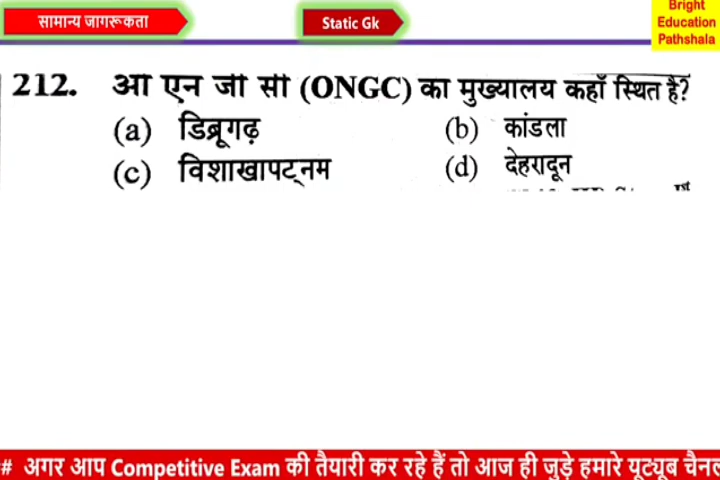 सामान्य जागरूकता
Static Gk
Bright
Education
Pathshala
212. आ एन जी सी (ONGC) का मुख्यालय कहाँ स्थित है?
(a) डिब्रूगढ़ (b) कांडला
(c) विशाखापट्नम (d) देहरादून
# अगर आप Competitive Exam की तैयारी कर रहे हैं तो आज ही जुड़े हमारे यूट्यूब चैनल